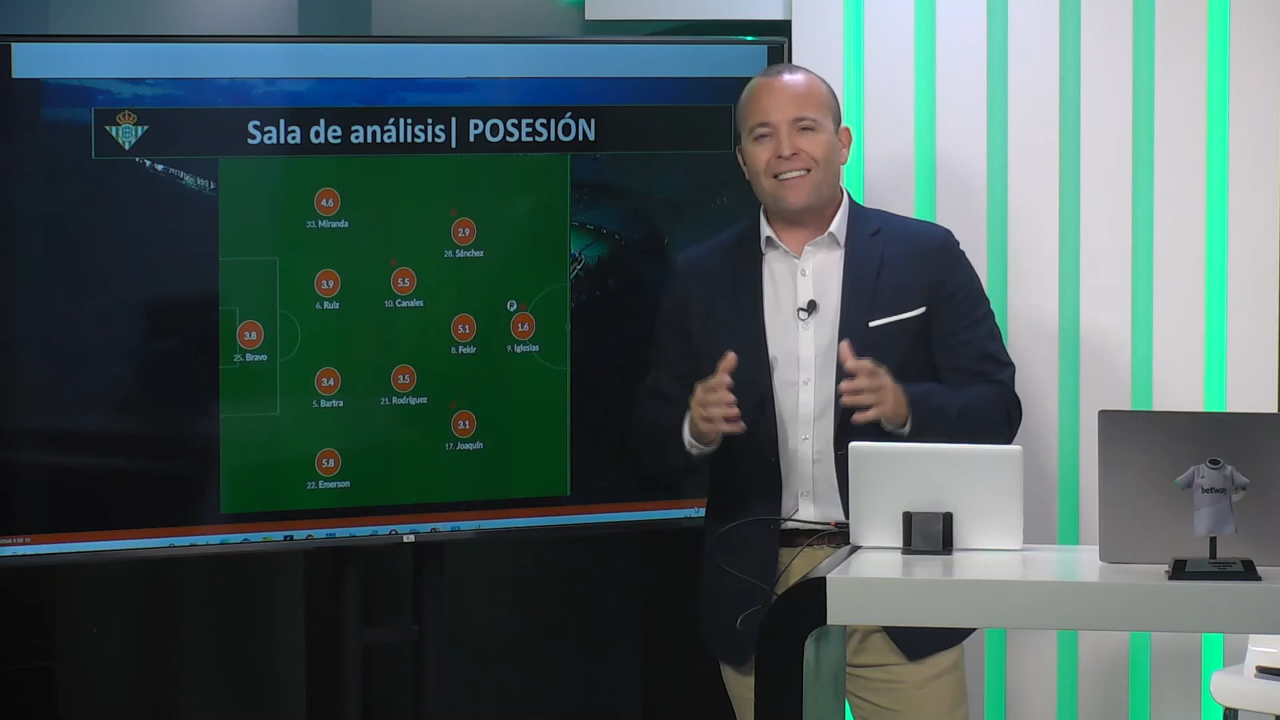 Sala de análisis| POSESIÓN
4.6
33. Miranda
2.9
28. Sánchez
3.9
6. Ruiz
5.5
10. Canales
3.8
25. Bravo
5.1
8. Fekir
P
1.6
9. Iglesias
3.4
5. Bartra
3.5
21. Rodríguez
3.1
17. Joaquín
5.8
22. Emerson
betway